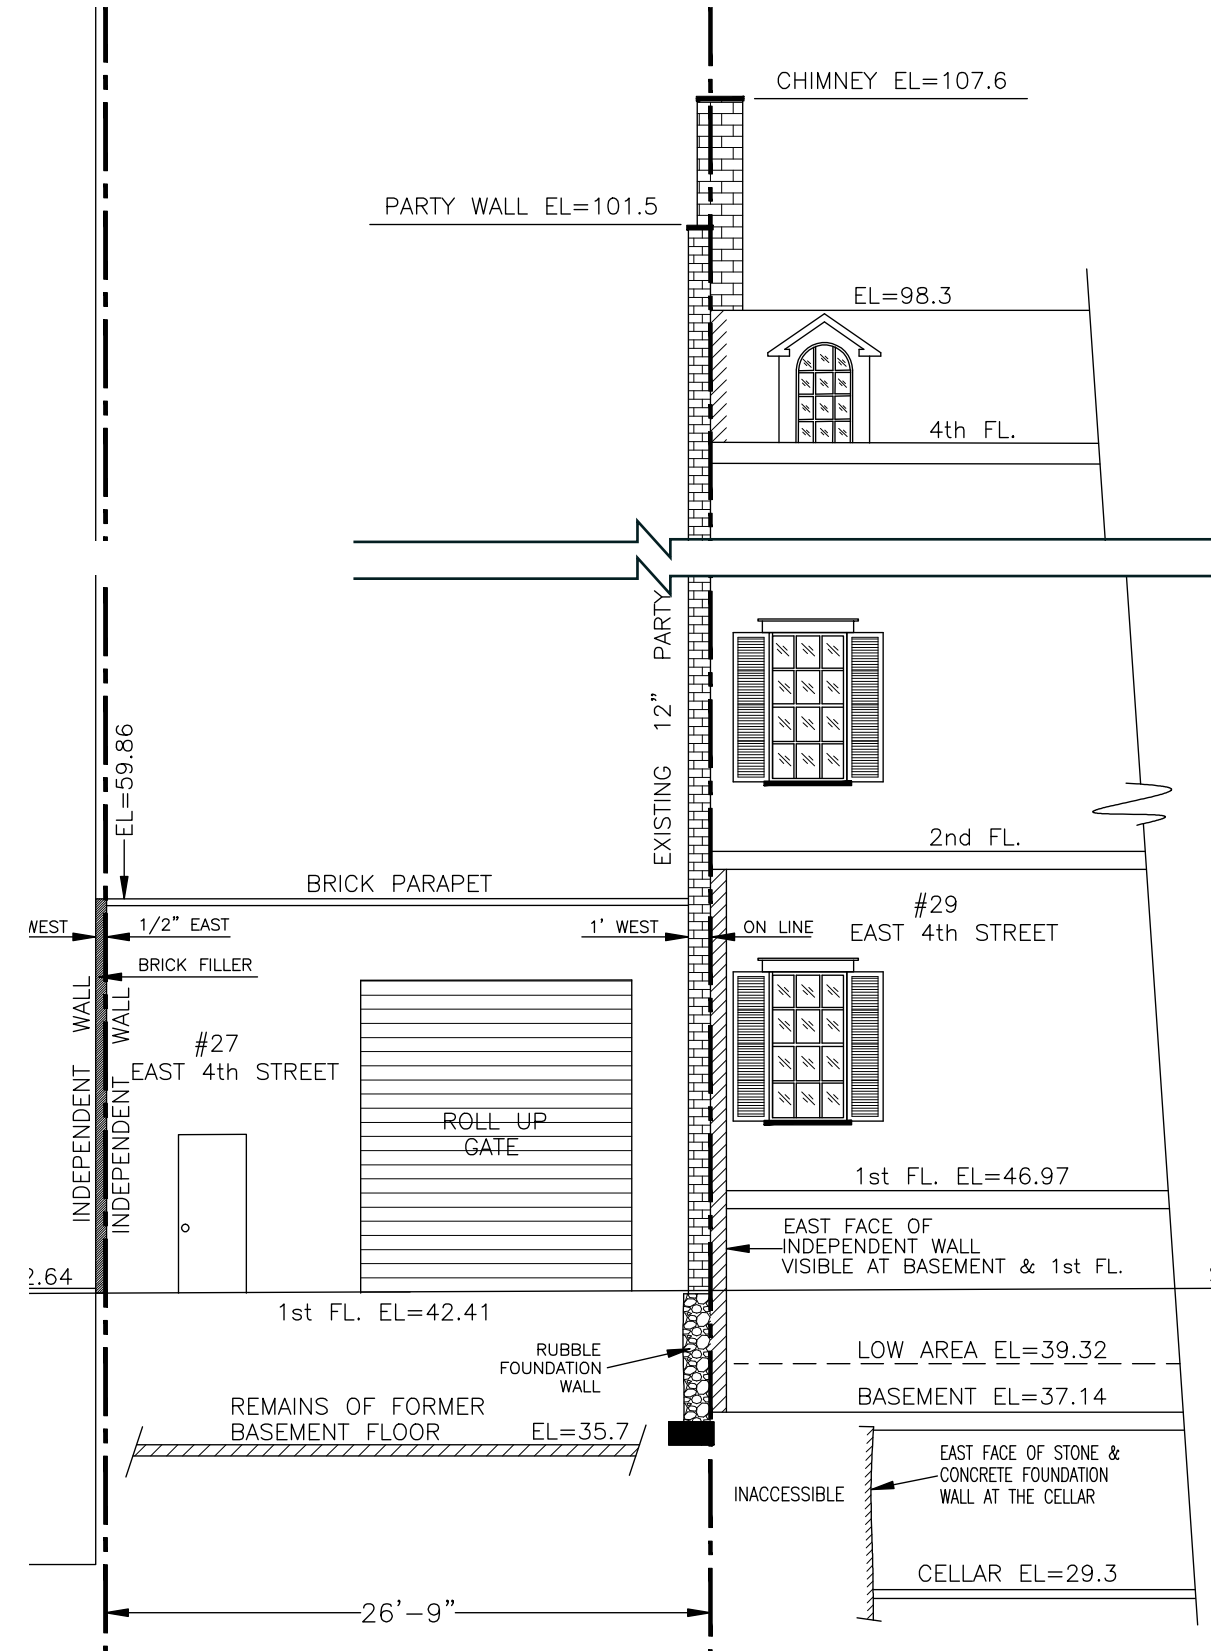 CHIMNEY EL=107.6
PARTY WALL EL=101.5
EL=98.3
4th FL.
EXISTING 12" PARTY
EL=59.86
2nd FL.
BRICK PARAPET
#29
EAST 4th STREET
WEST
1/2" EAST
1' WEST
ON LINE
BRICK FILLER
INDEPENDENT WALL
INDEPENDENT WALL
#27
EAST 4th STREET
ROLL UP
GATE
1st FL. EL=46.97
EAST FACE OF
INDEPENDENT WALL
VISIBLE AT BASEMENT & 1st FL.
2.64
1st FL. EL=42.41
RUBBLE
FOUNDATION
WALL
LOW AREA EL=39.32
BASEMENT EL=37.14
REMAINS OF FORMER
BASEMENT FLOOR EL=35.7
EAST FACE OF STONE &
CONCRETE FOUNDATION
WALL AT THE CELLAR
INACCESSIBLE
CELLAR EL=29.3
26'-9"